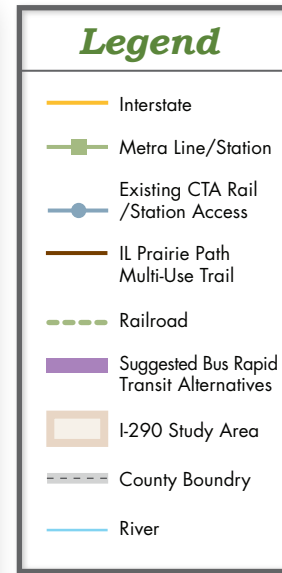 Legend
Interstate
Metra Line/Station
Existing CTA Rail
/Station Access
IL Prairie Path
Multi-Use Trail
Railroad
Suggested Bus Rapid
Transit Alternatives
I-290 Study Area
County Boundry
River